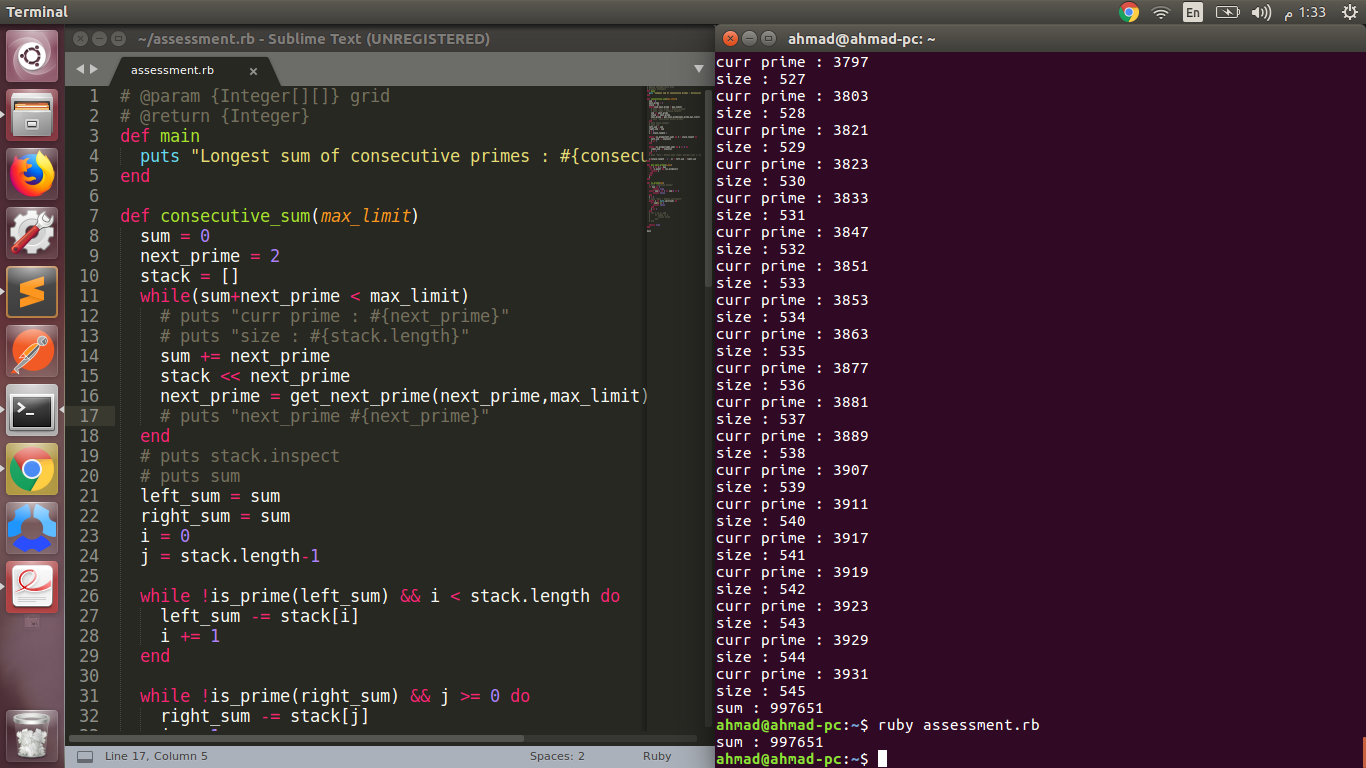 Terminal
En
1:33 م
~/assessment.rb - Sublime Text (UNREGISTERED)
assessment.rb
1 # @param {Integer[][]} grid
2 # @return {Integer}
3 def main
4   puts "Longest sum of consecutive primes : #{consecu
5 end
6
7 def consecutive_sum(max_limit)
8   sum = 0
9   next_prime = 2
10   stack = []
11   while(sum+next_prime < max_limit)
12     # puts "curr prime : #{next_prime}"
13     # puts "size : #{stack.length}"
14     sum += next_prime
15     stack << next_prime
16     next_prime = get_next_prime(next_prime,max_limit)
17     # puts "next_prime #{next_prime}"
18   end
19   # puts stack.inspect
20   # puts sum
21   left_sum = sum
22   right_sum = sum
23   i = 0
24   j = stack.length-1
25
26   while !is_prime(left_sum) && i < stack.length do
27     left_sum -= stack[i]
28     i += 1
29   end
30
31   while !is_prime(right_sum) && j >= 0 do
32     right_sum -= stack[j]
Line 17, Column 5
Spaces: 2
Ruby
ahmad@ahmad-pc: ~
curr prime : 3797
size : 527
curr prime : 3803
size : 528
curr prime : 3821
size : 529
curr prime : 3823
size : 530
curr prime : 3833
size : 531
curr prime : 3847
size : 532
curr prime : 3851
size : 533
curr prime : 3853
size : 534
curr prime : 3863
size : 535
curr prime : 3877
size : 536
curr prime : 3881
size : 537
curr prime : 3889
size : 538
curr prime : 3907
size : 539
curr prime : 3911
size : 540
curr prime : 3917
size : 541
curr prime : 3919
size : 542
curr prime : 3923
size : 543
curr prime : 3929
size : 544
curr prime : 3931
size : 545
sum : 997651
ahmad@ahmad-pc:~$ ruby assessment.rb
sum : 997651
ahmad@ahmad-pc:~$